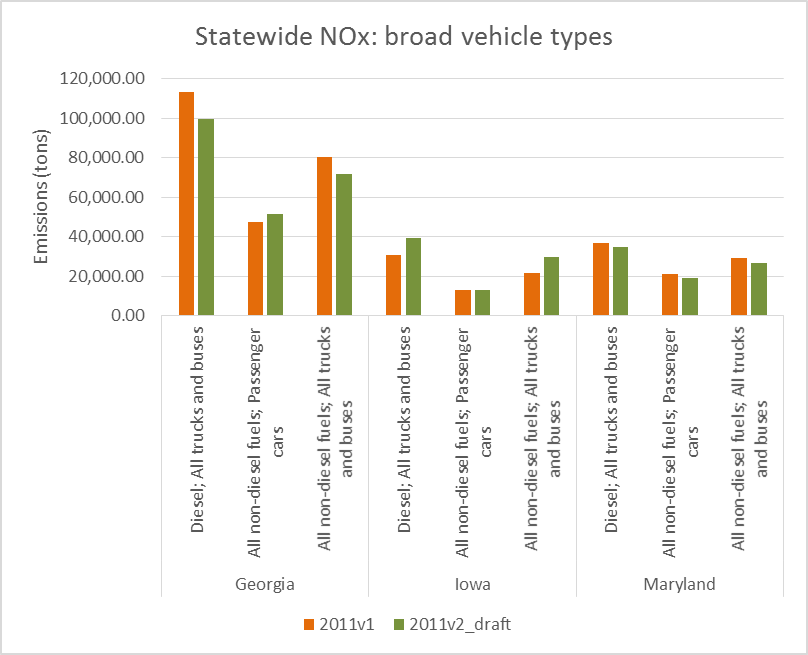 Statewide NOx: broad vehicle types
Emissions (tons)
120,000.00
100,000.00
80,000.00
60,000.00
40,000.00
20,000.00
0.00
Diesel; All trucks and buses
All non-diesel fuels; Passenger
cars
All non-diesel fuels; All trucks
and buses
Diesel; All trucks and buses
All non-diesel fuels; Passenger
cars
All non-diesel fuels; All trucks
and buses
Diesel; All trucks and buses
All non-diesel fuels; Passenger
cars
All non-diesel fuels; All trucks
and buses
Georgia
Iowa
Maryland
2011v1
2011v2_draft